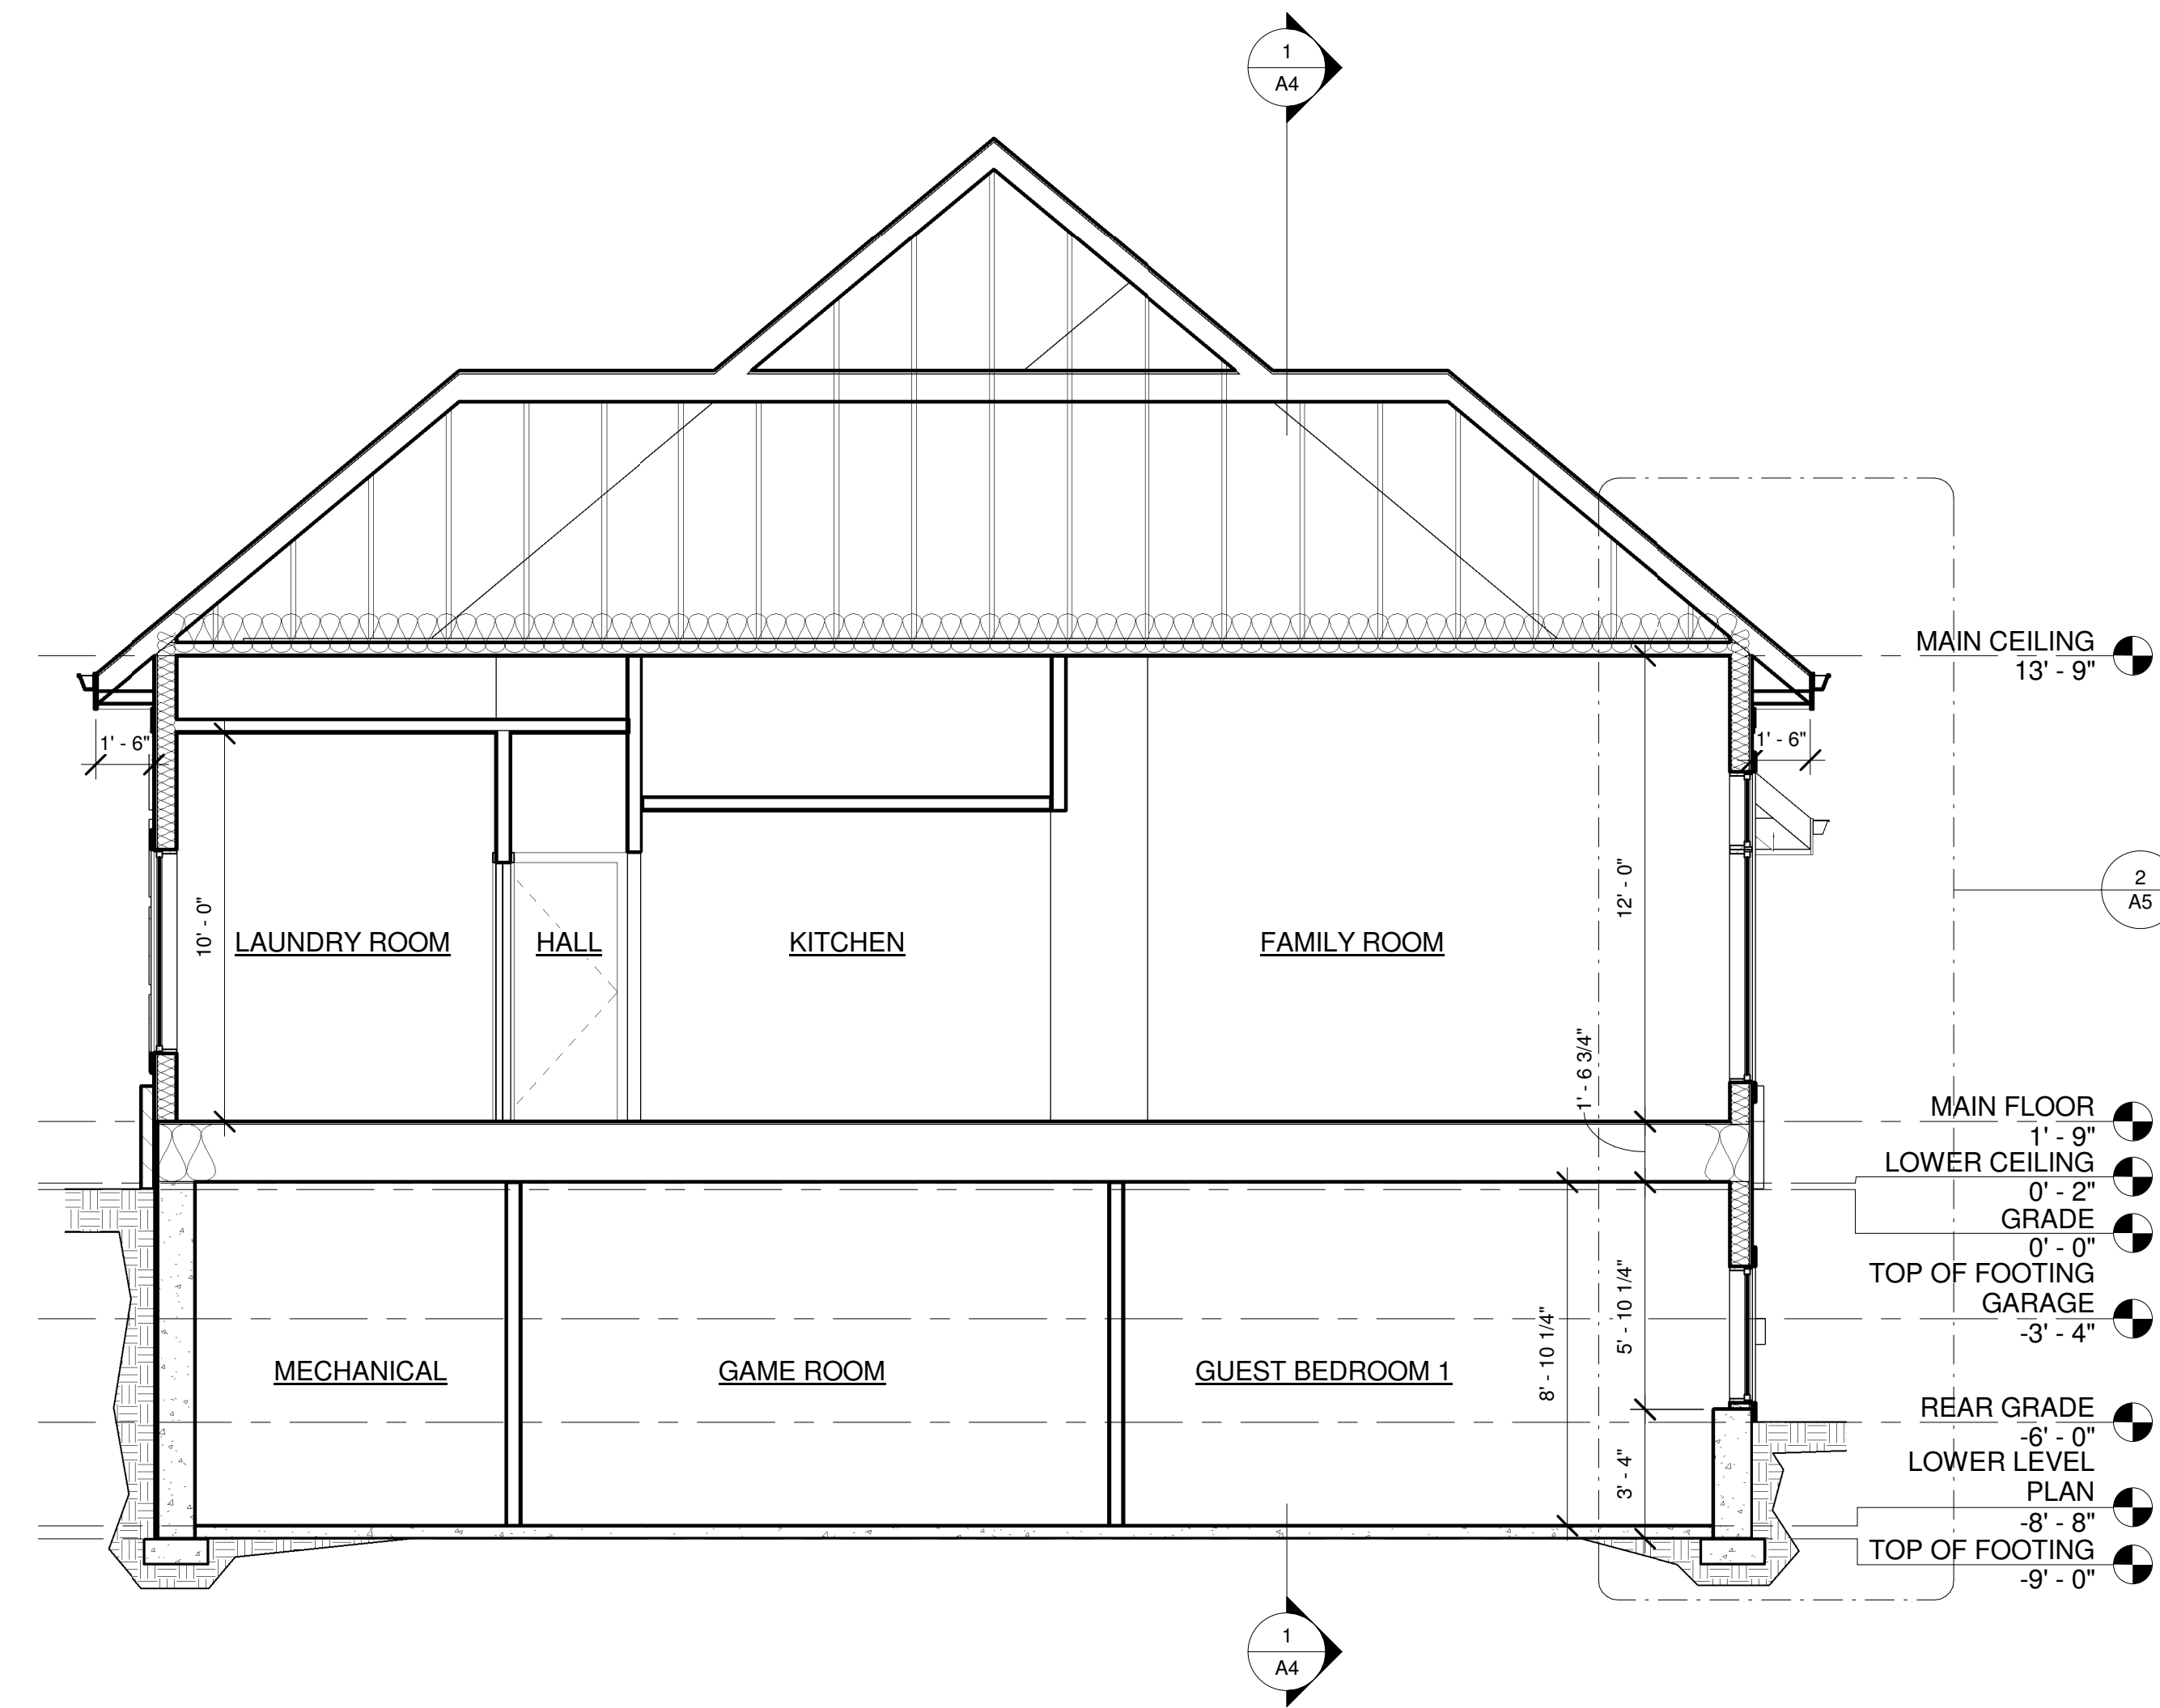 1
A4
MAIN CEILING
13' - 9"
1' - 6"
1' - 6"
2
A5
10' - 0"
12' - 0"
LAUNDRY ROOM
HALL
KITCHEN
FAMILY ROOM
1' - 6 3/4"
MAIN FLOOR
1' - 9"
LOWER CEILING
0' - 2"
GRADE
0' - 0"
TOP OF FOOTING
GARAGE
-3' - 4"
8' - 10 1/4"
5' - 10 1/4"
MECHANICAL
GAME ROOM
GUEST BEDROOM 1
REAR GRADE
-6' - 0"
3' - 4"
LOWER LEVEL
PLAN
-8' - 8"
TOP OF FOOTING
-9' - 0"
1
A4